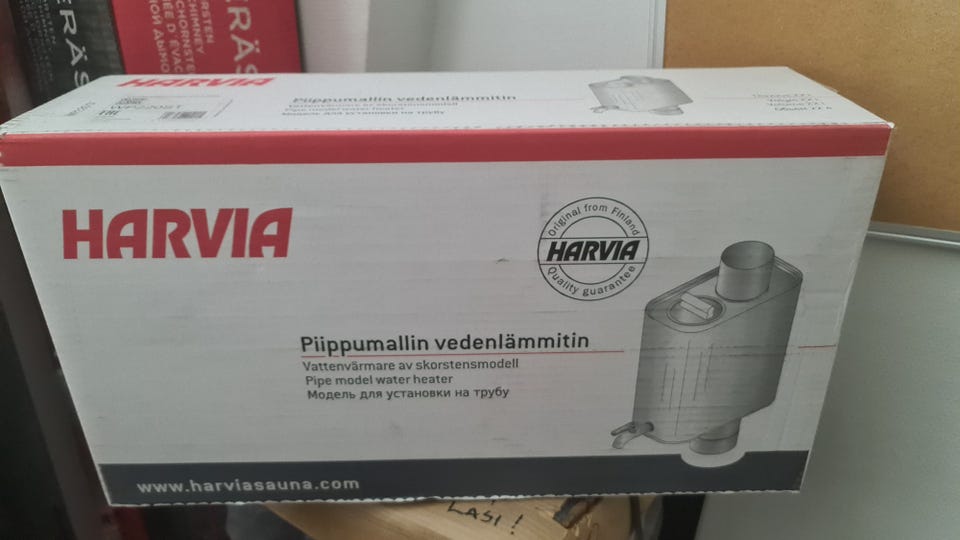 HARVIA
Piippumallin vedenlämmitin
HARVIA
Original from Finland
HARVIA
Quality guarantee
Piippumallin vedenlämmitin
Vattenvärmare av skorstensmodell
Pipe model water heater
Модель для установки на трубу
www.harviasauna.com
LASI!